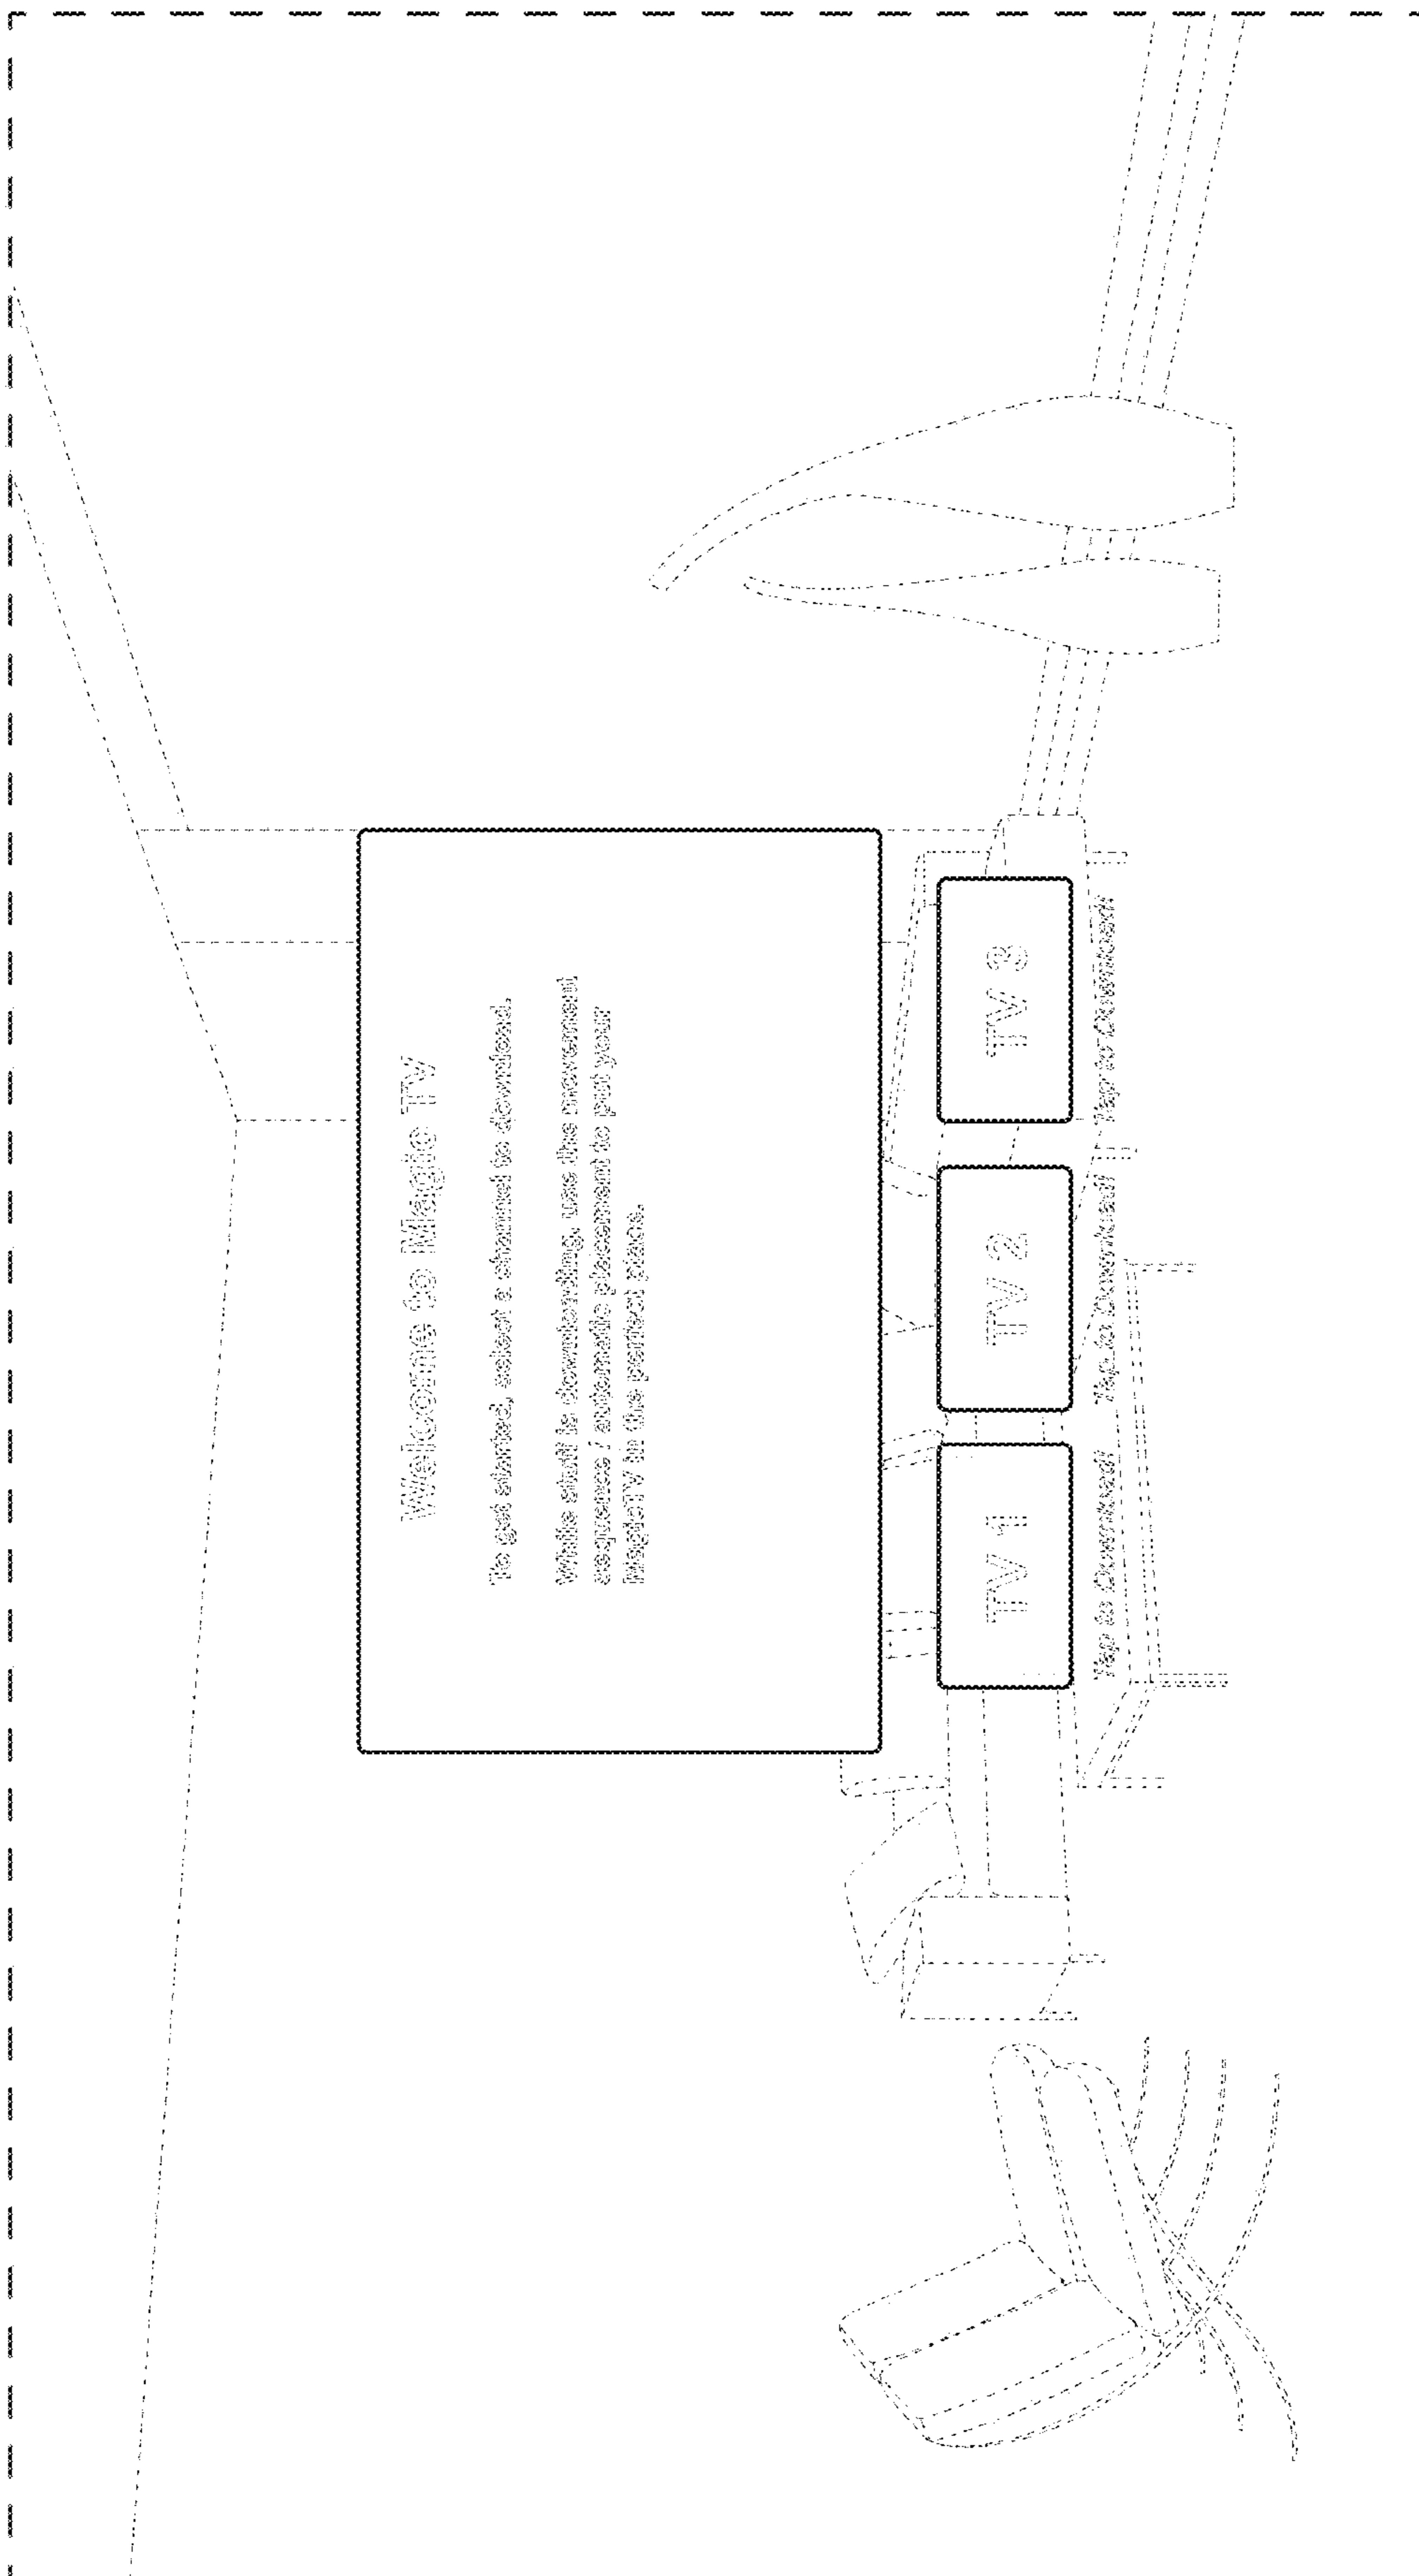 Welcome to Magic TV
To get started, select a channel to download.
While stuff is downloading, use the movement
sequence / automatic placement to put your
MagicTV in the perfect place.
TV 1
TV 2
TV 3
Tap to Download!
Tap to Download!
Tap to Download!